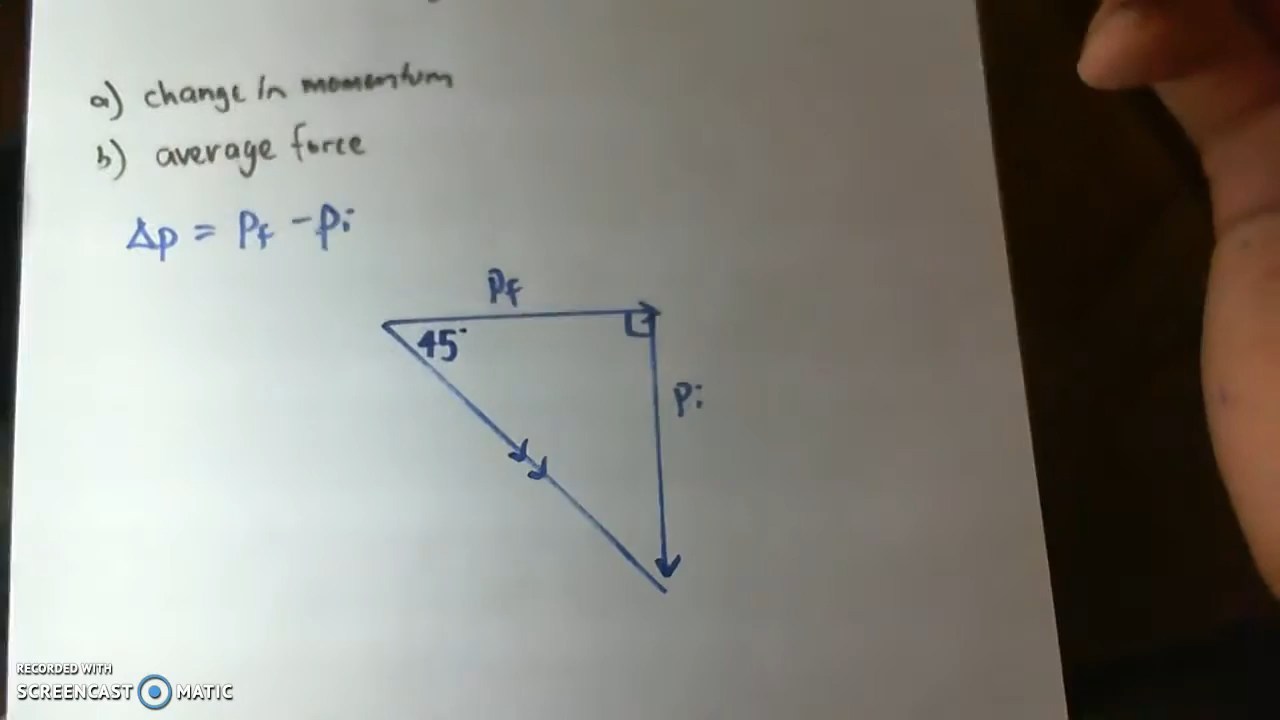 a) change in momentum
b) average force
Δp = Pf - Pi
Pf
45°
Pi
RECORDED WITH
SCREENCAST MATIC